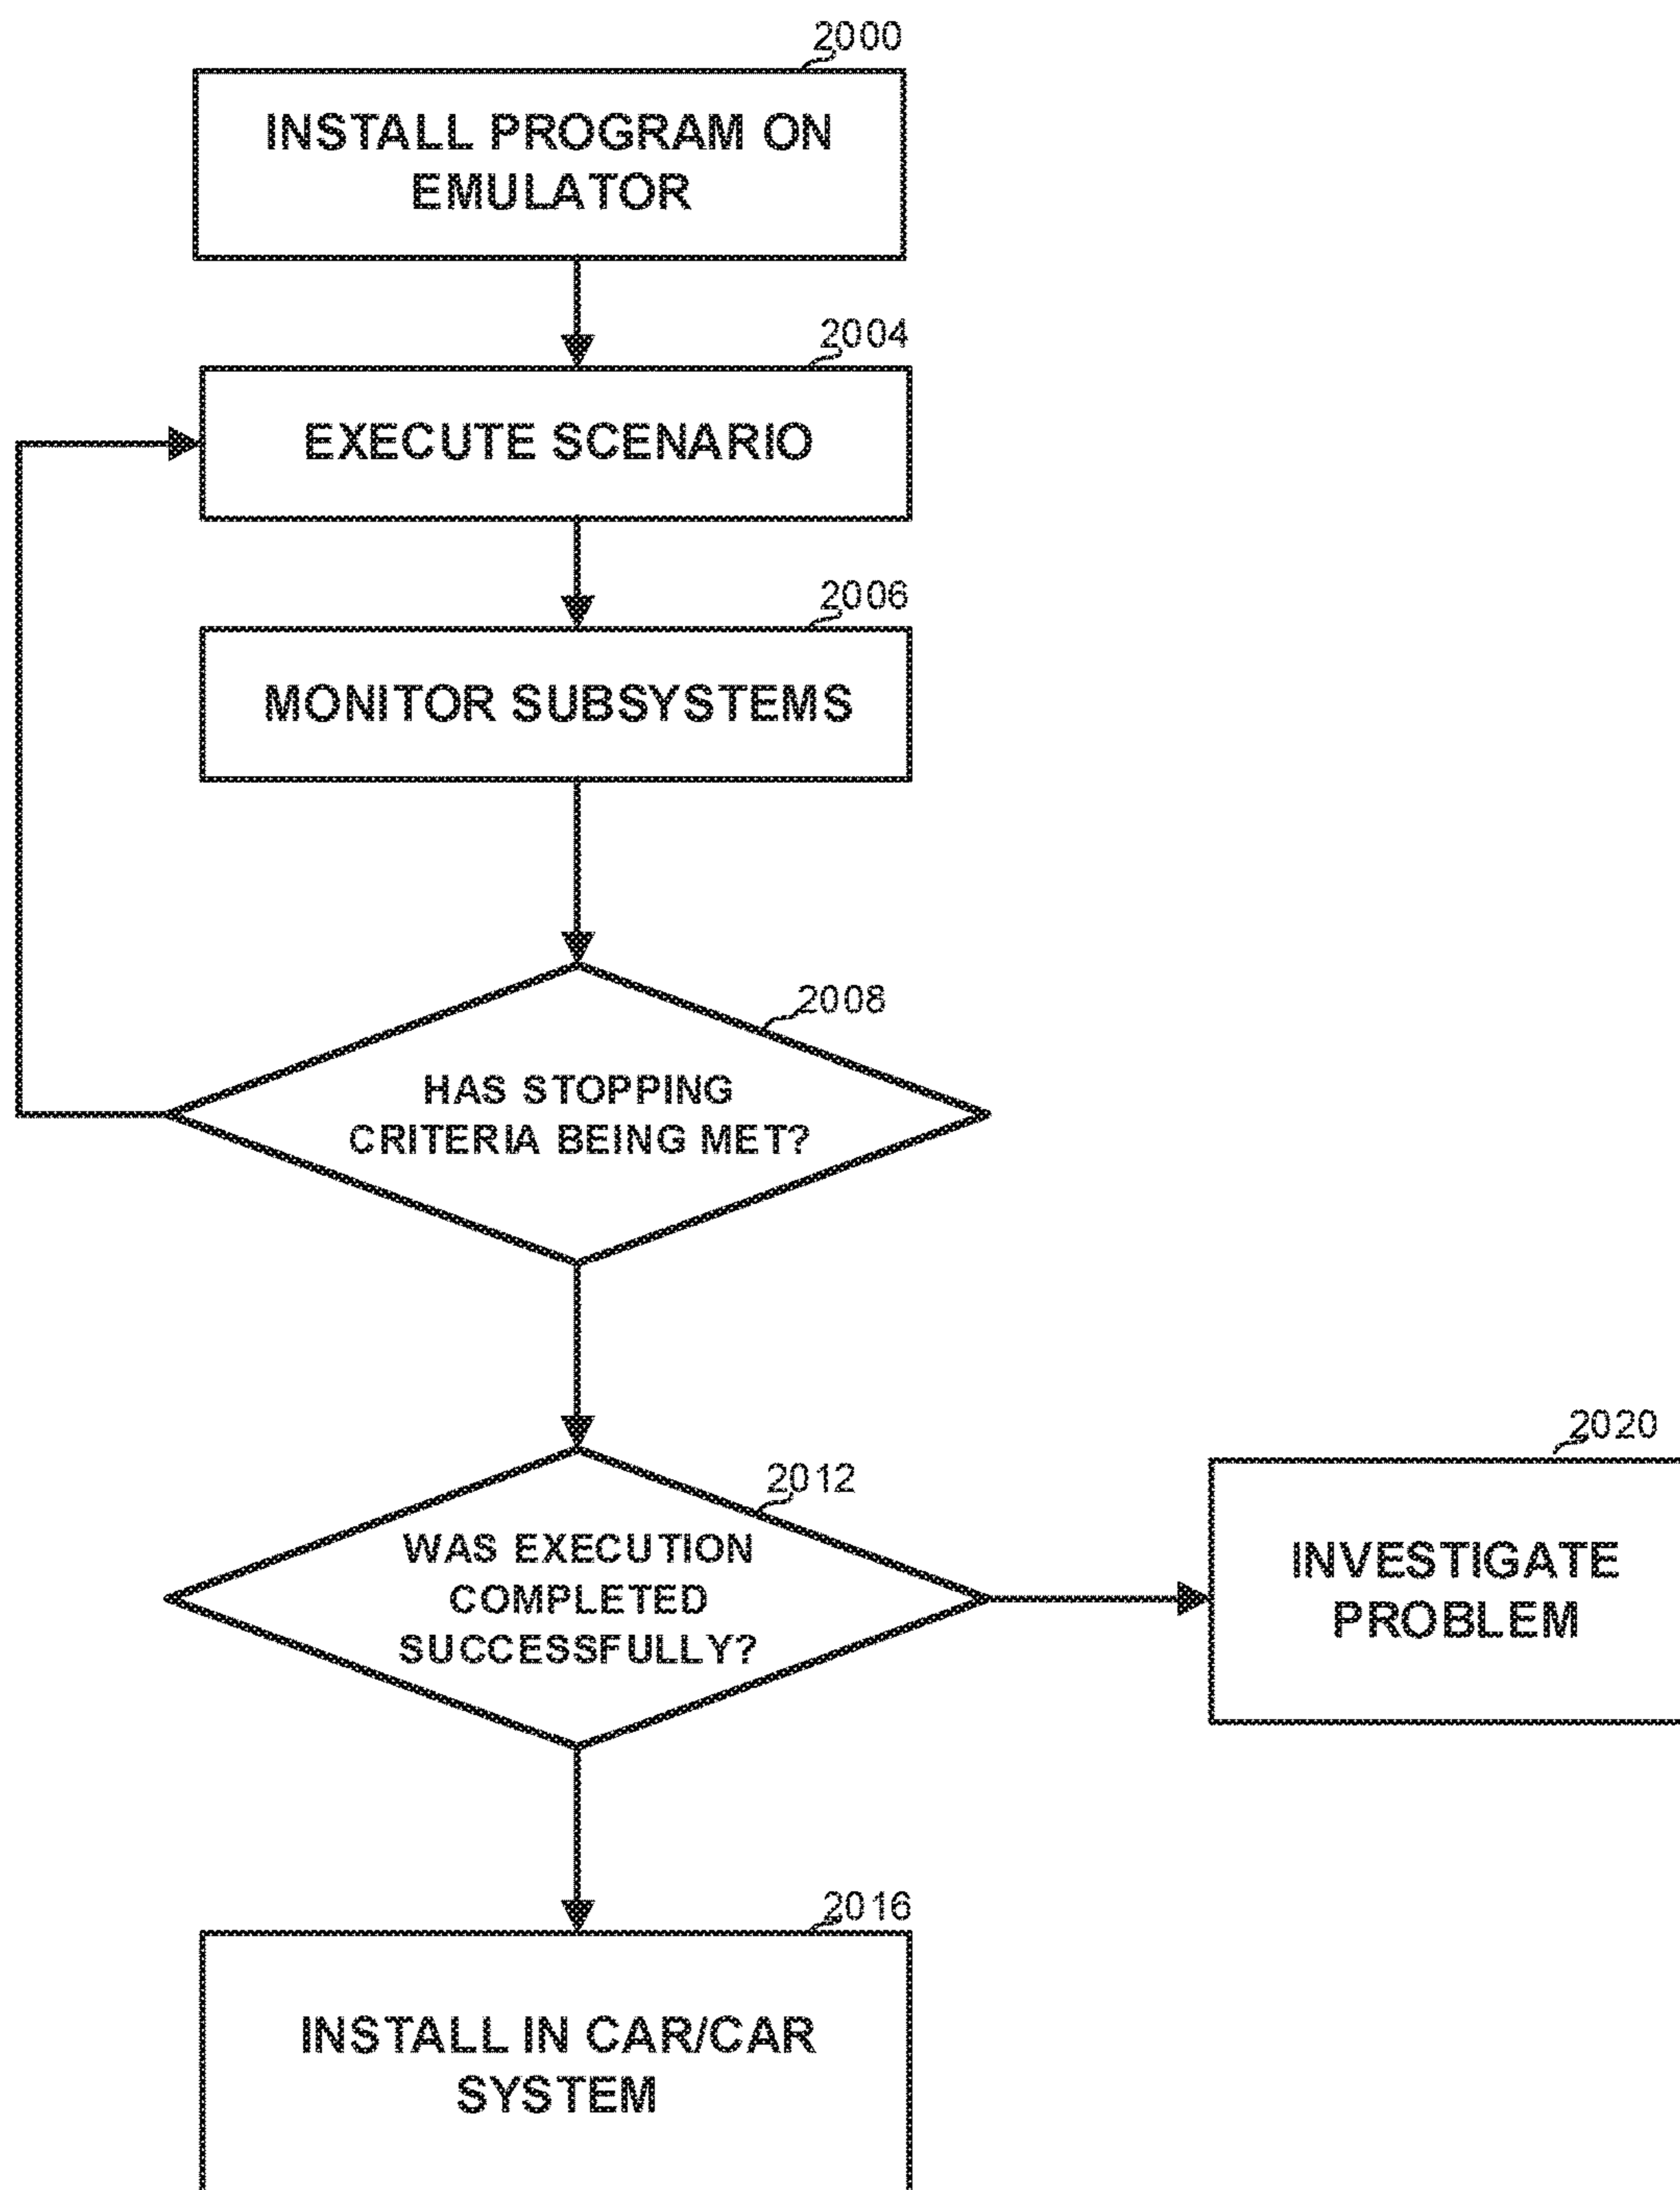 2000
INSTALL PROGRAM ON
EMULATOR
2004
EXECUTE SCENARIO
2006
MONITOR SUBSYSTEMS
2008
HAS STOPPING
CRITERIA BEING MET?
2012
WAS EXECUTION
COMPLETED
SUCCESSFULLY?
2020
INVESTIGATE
PROBLEM
2016
INSTALL IN CAR/CAR
SYSTEM